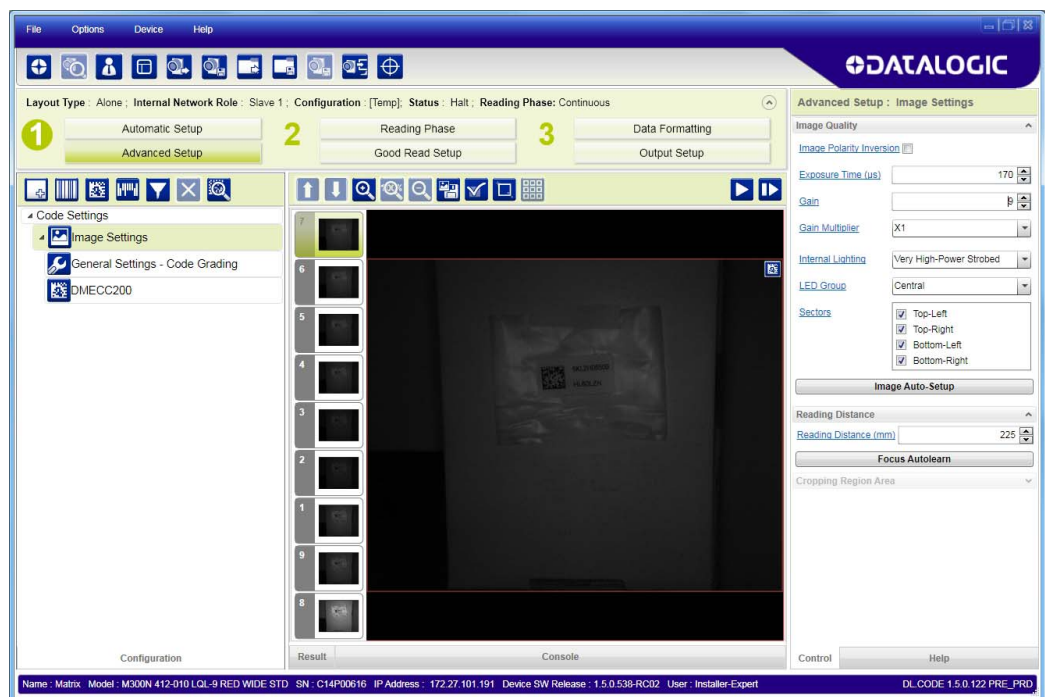 File Options Device Help
DATALOGIC
Layout Type : Alone ; Internal Network Role : Slave 1 ; Configuration : [Temp]; Status : Halt ; Reading Phase: Continuous
1 Automatic Setup
Advanced Setup
2 Reading Phase
Good Read Setup
3 Data Formatting
Output Setup
Code Settings
Image Settings
General Settings - Code Grading
DMECC200
Configuration
7
6
5
4
3
2
1
9
8
Result Console
Advanced Setup : Image Settings
Image Quality
Image Polarity Inversion
Exposure Time (µs) 170
Gain 9
Gain Multiplier X1
Internal Lighting Very High-Power Strobed
LED Group Central
Sectors Top-Left
Top-Right
Bottom-Left
Bottom-Right
Image Auto-Setup
Reading Distance
Reading Distance (mm) 225
Focus Autolearn
Cropping Region Area
Control Help
Name : Matrix Model : M300N 412-010 LQL-9 RED WIDE STD SN : C14P00616 IP Address : 172.27.101.191 Device SW Release : 1.5.0.538-RC02 User : Installer-Expert DL.CODE 1.5.0.122 PRE_PRD